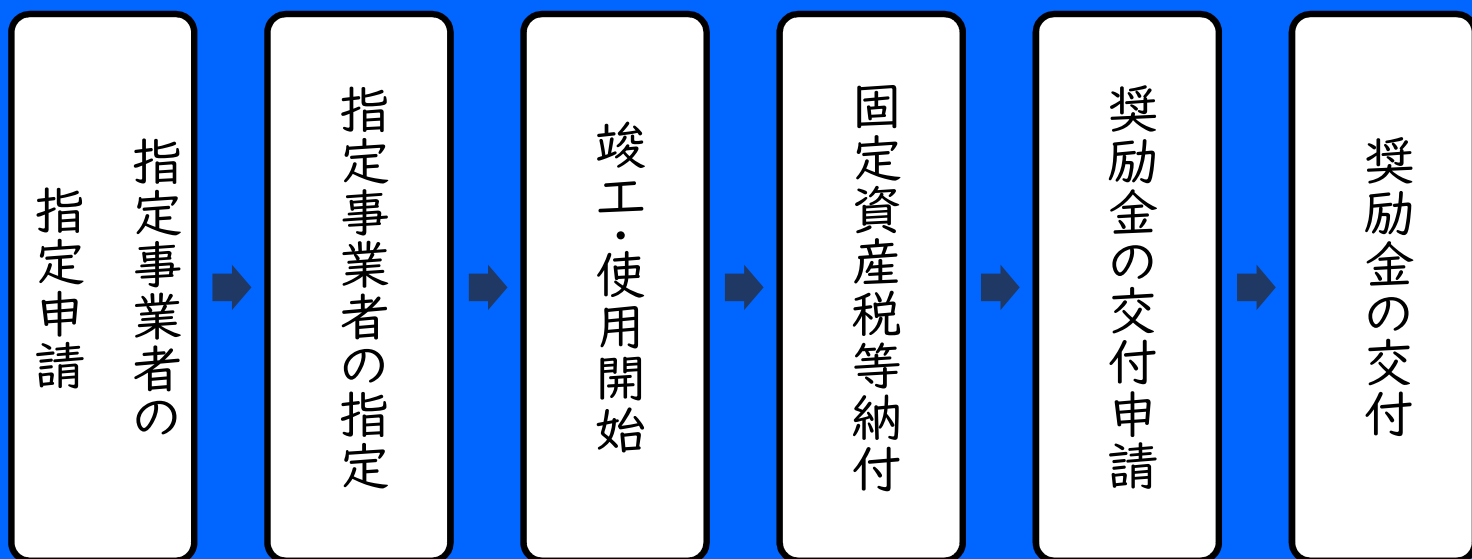 指定事業者の
指定申請
指定事業者の指定
竣工・使用開始
固定資産税等納付
奨励金の交付申請
奨励金の交付